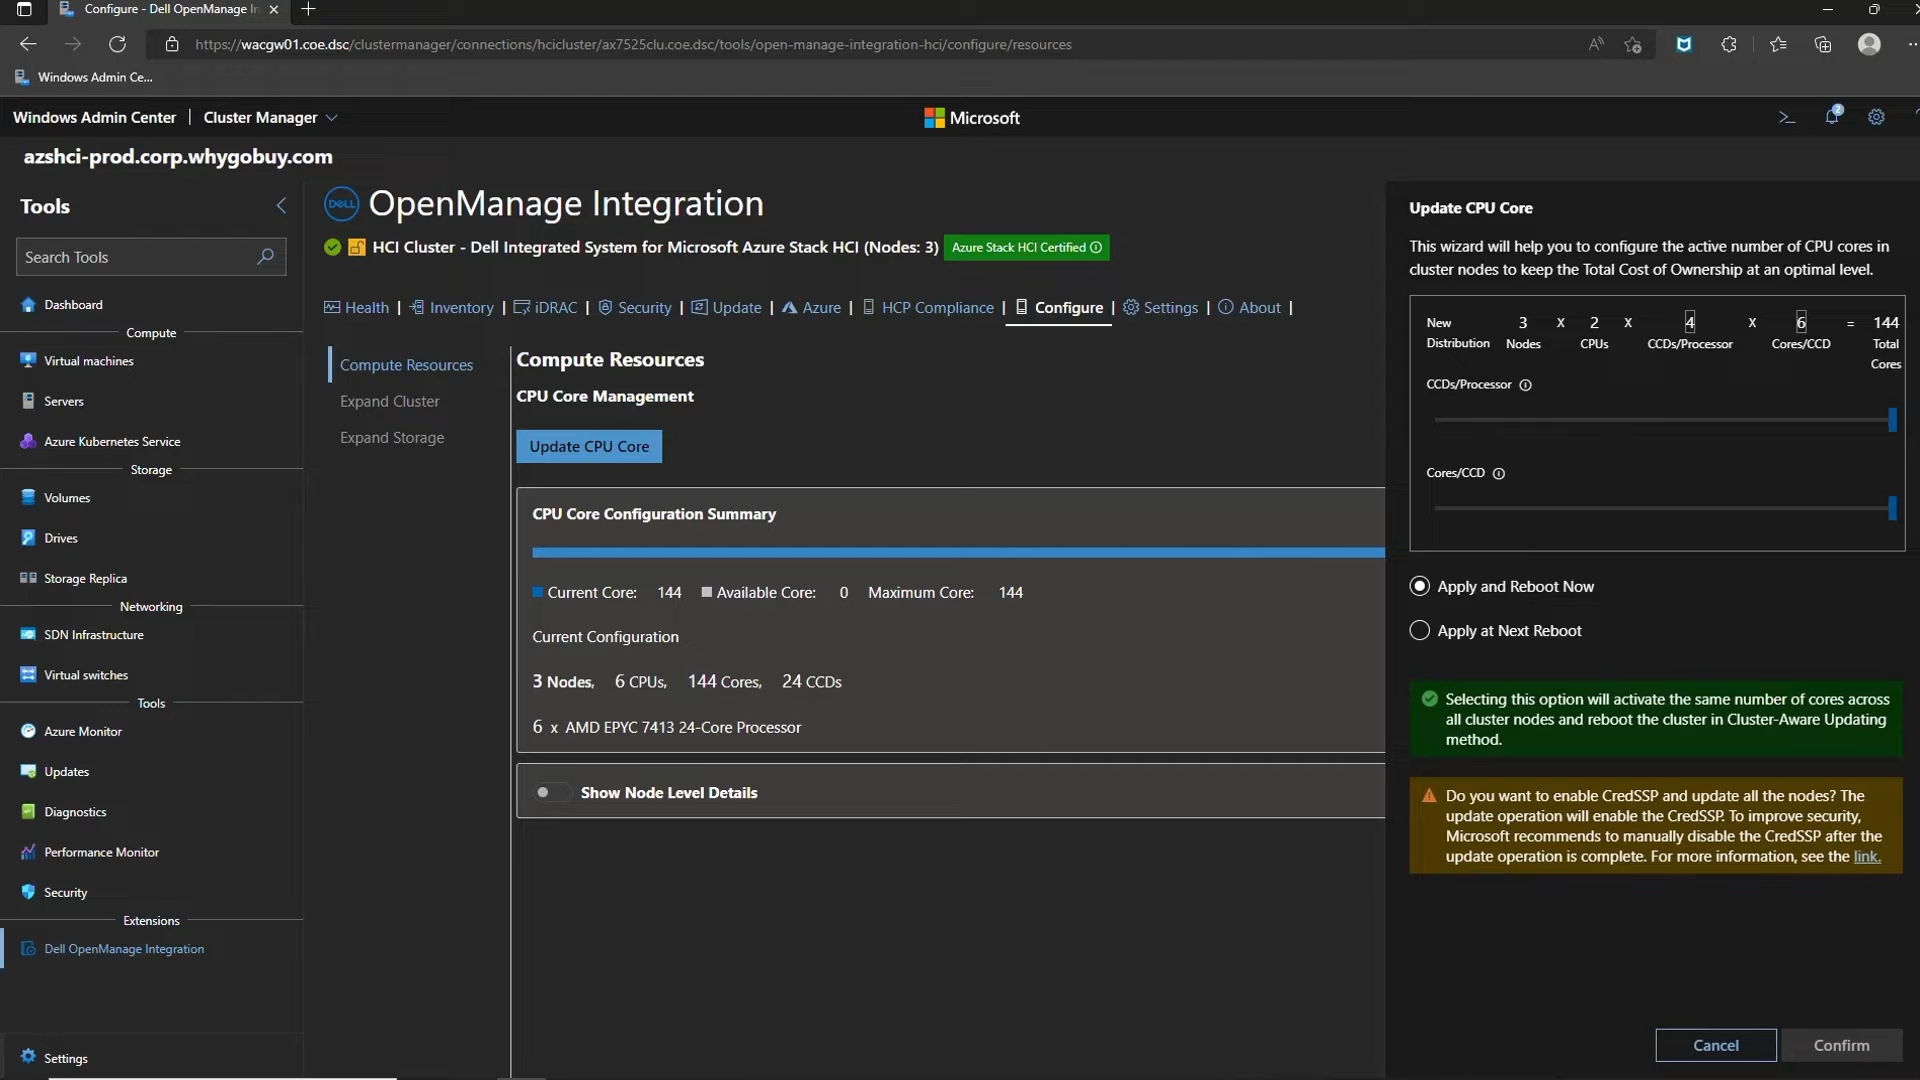 Configure - Dell OpenManage In
https://wacgw01.coe.dsc/clustermanager/connections/hcicluster/ax7525clu.coe.dsc/tools/open-manage-integration-hci/configure/resources
Windows Admin Ce...
Windows Admin Center | Cluster Manager
Microsoft
2
azshci-prod.corp.whygobuy.com
Tools
Search Tools
Dashboard
Compute
Virtual machines
Servers
Azure Kubernetes Service
Storage
Volumes
Drives
Storage Replica
Networking
SDN Infrastructure
Virtual switches
Tools
Azure Monitor
Updates
Diagnostics
Performance Monitor
Security
Extensions
Dell OpenManage Integration
Settings
DELL OpenManage Integration
HCI Cluster - Dell Integrated System for Microsoft Azure Stack HCI (Nodes: 3) Azure Stack HCI Certified
Health | Inventory | iDRAC | Security | Update | Azure | HCP Compliance | Configure | Settings | About |
Compute Resources
Expand Cluster
Expand Storage
Compute Resources
CPU Core Management
Update CPU Core
CPU Core Configuration Summary
Current Core: 144 Available Core: 0 Maximum Core: 144
Current Configuration
3 Nodes, 6 CPUs, 144 Cores, 24 CCDs
6 x AMD EPYC 7413 24-Core Processor
Show Node Level Details
Update CPU Core
This wizard will help you to configure the active number of CPU cores in
cluster nodes to keep the Total Cost of Ownership at an optimal level.
New 3 x 2 x 4 x 6 = 144
Distribution Nodes CPUs CCDs/Processor Cores/CCD Total
Cores
CCDs/Processor
Cores/CCD
Apply and Reboot Now
Apply at Next Reboot
Selecting this option will activate the same number of cores across
all cluster nodes and reboot the cluster in Cluster-Aware Updating
method.
Do you want to enable CredSSP and update all the nodes? The
update operation will enable the CredSSP. To improve security,
Microsoft recommends to manually disable the CredSSP after the
update operation is complete. For more information, see the link.
Cancel
Confirm